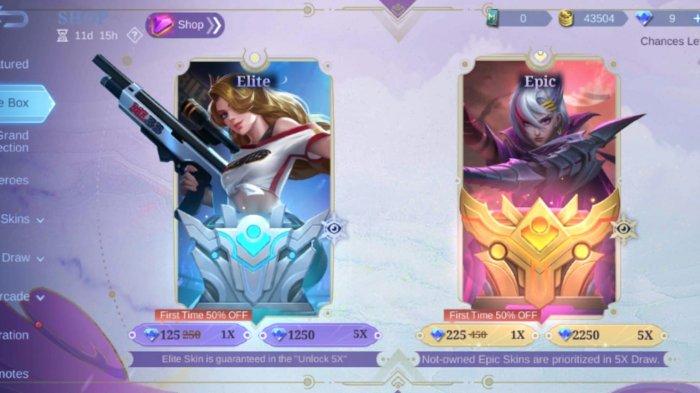 SHOP
11d 15h
?
Shop
0
43504
9
+
Chances Le
atured
e Box
Grand
ection
eroes
Skins
Draw
rcade
ration
notes
Elite
First Time 50% OFF
125 250 1X
1250 5X
Elite Skin is guaranteed in the "Unlock 5X"
Epic
First Time 50% OFF
225 450 1X
2250 5X
Not-owned Epic Skins are prioritized in 5X Draw.